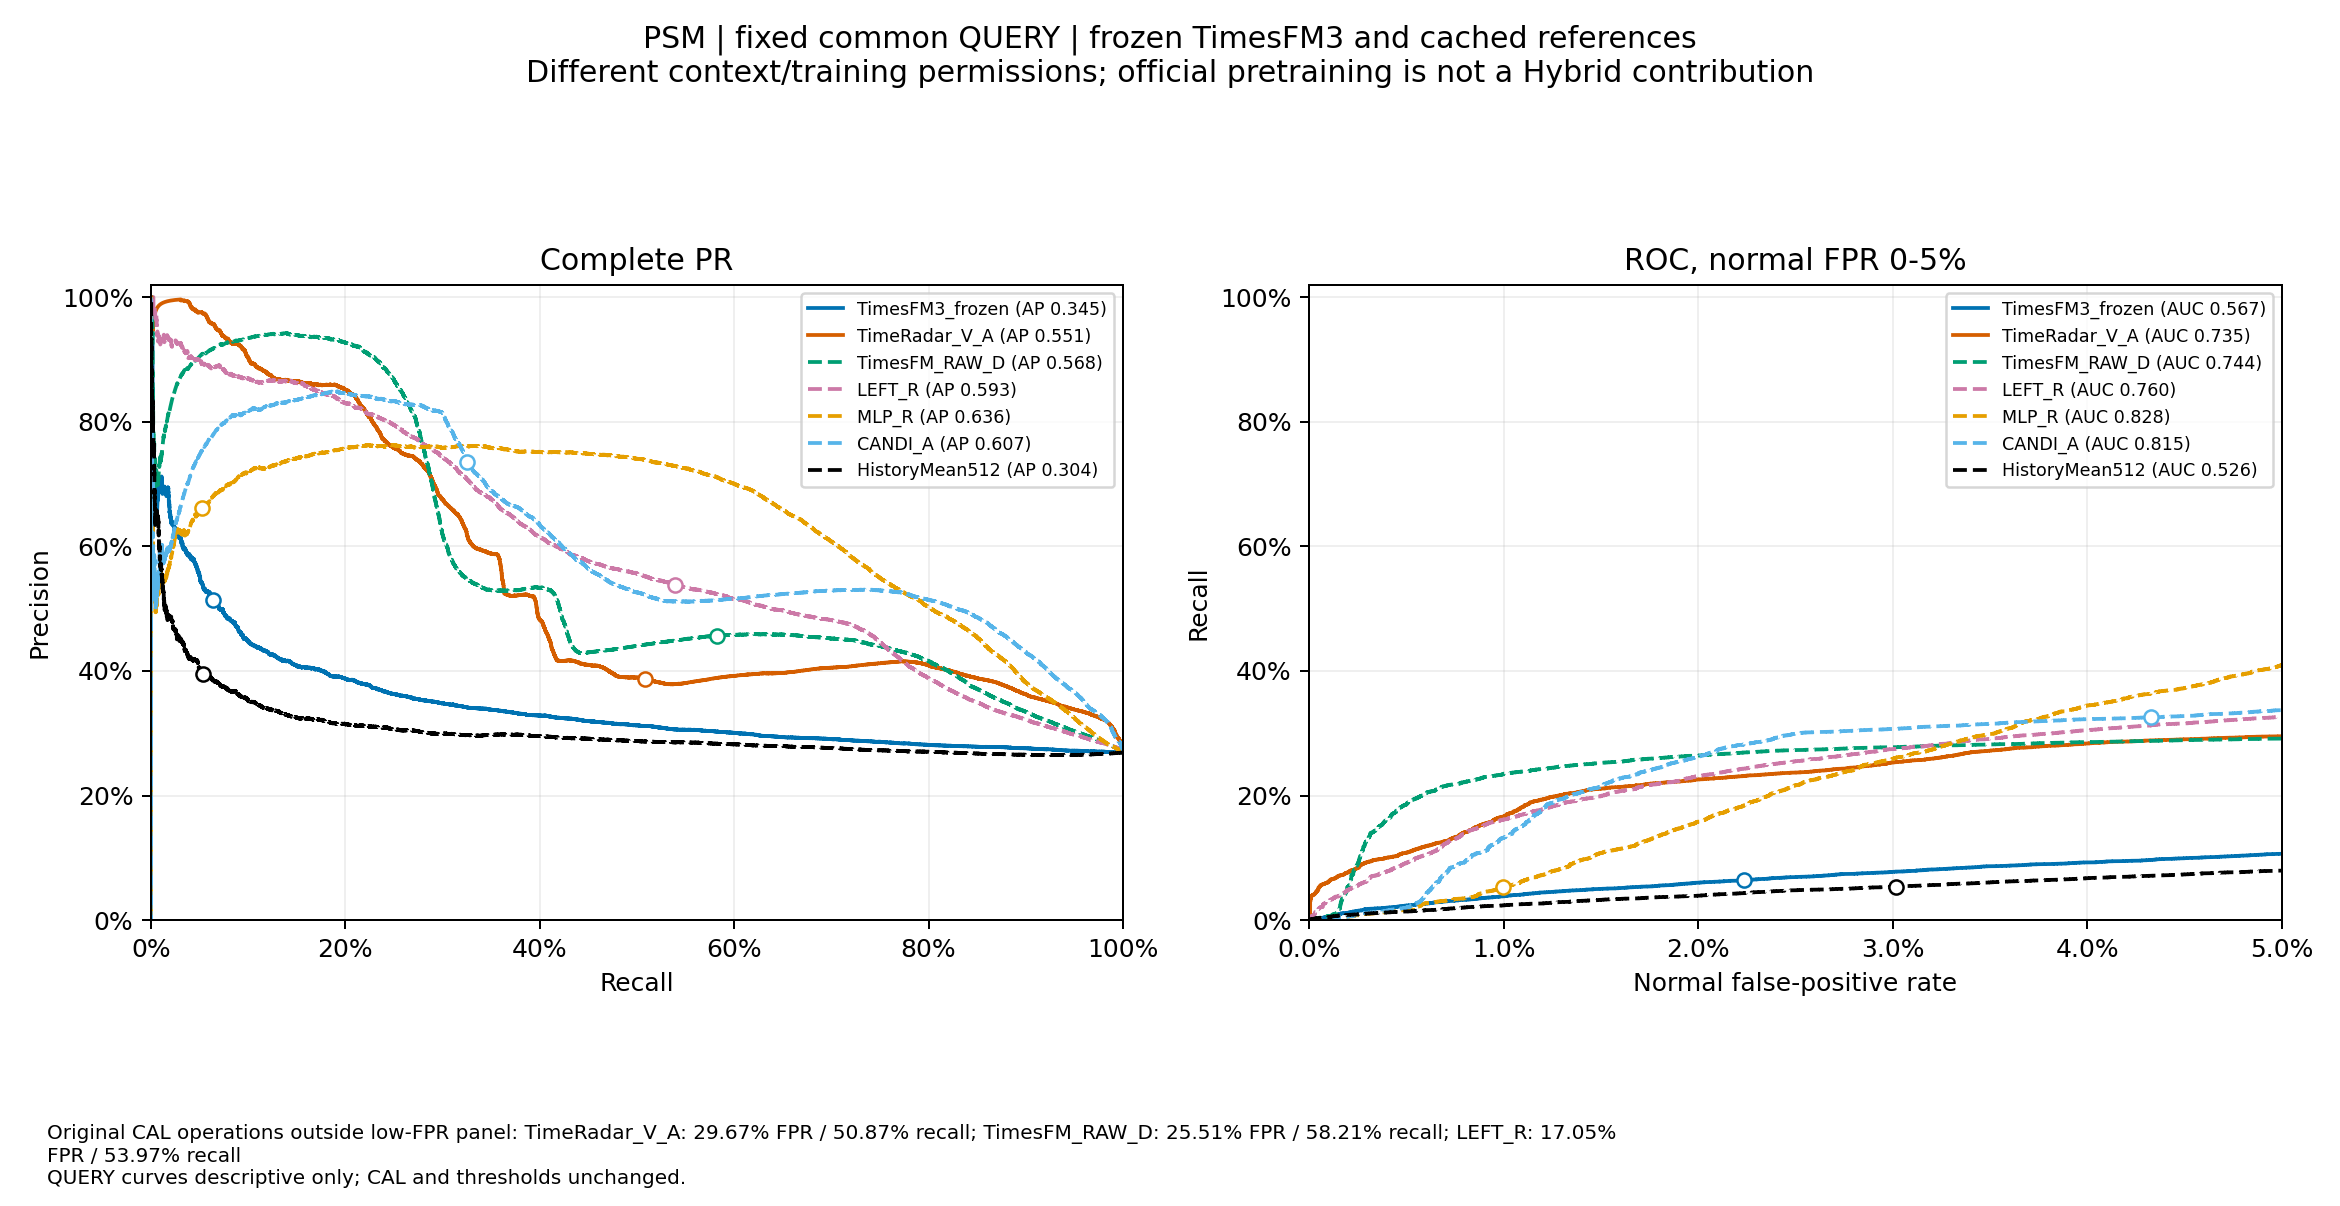 PSM | fixed common QUERY | frozen TimesFM3 and cached references
Different context/training permissions; official pretraining is not a Hybrid contribution
Complete PR
100%
80%
60%
40%
20%
0%
Precision
0%
20%
40%
60%
80%
100%
Recall
TimesFM3_frozen (AP 0.345)
TimeRadar_V_A (AP 0.551)
TimesFM_RAW_D (AP 0.568)
LEFT_R (AP 0.593)
MLP_R (AP 0.636)
CANDI_A (AP 0.607)
HistoryMean512 (AP 0.304)
ROC, normal FPR 0-5%
100%
80%
60%
40%
20%
0%
Recall
0.0%
1.0%
2.0%
3.0%
4.0%
5.0%
Normal false-positive rate
TimesFM3_frozen (AUC 0.567)
TimeRadar_V_A (AUC 0.735)
TimesFM_RAW_D (AUC 0.744)
LEFT_R (AUC 0.760)
MLP_R (AUC 0.828)
CANDI_A (AUC 0.815)
HistoryMean512 (AUC 0.526)
Original CAL operations outside low-FPR panel: TimeRadar_V_A: 29.67% FPR / 50.87% recall; TimesFM_RAW_D: 25.51% FPR / 58.21% recall; LEFT_R: 17.05%
FPR / 53.97% recall
QUERY curves descriptive only; CAL and thresholds unchanged.